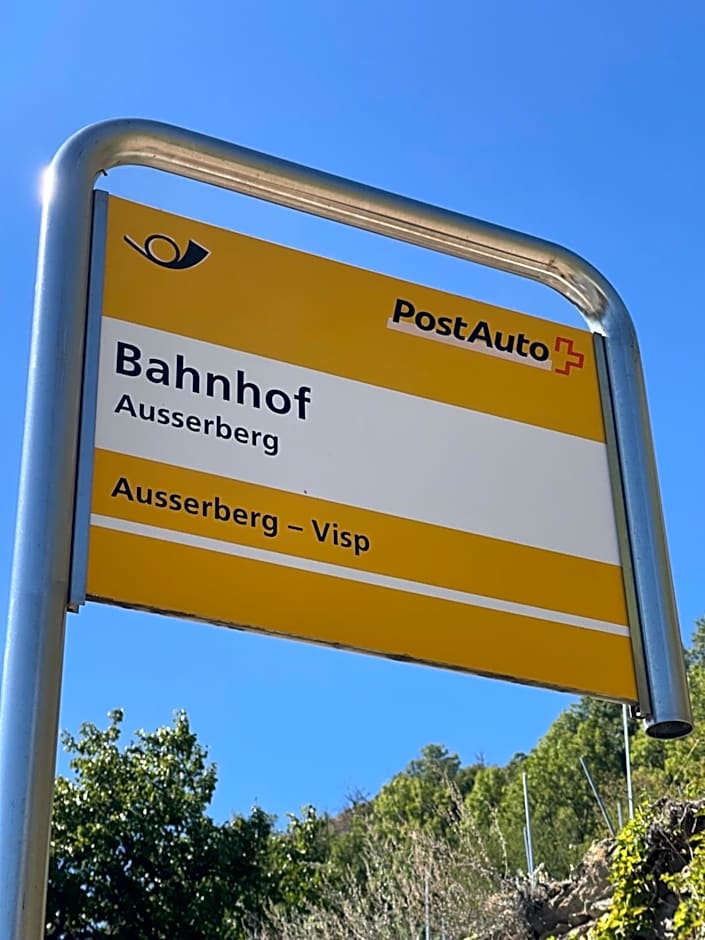 PostAuto
Bahnhof
Ausserberg
Ausserberg – Visp